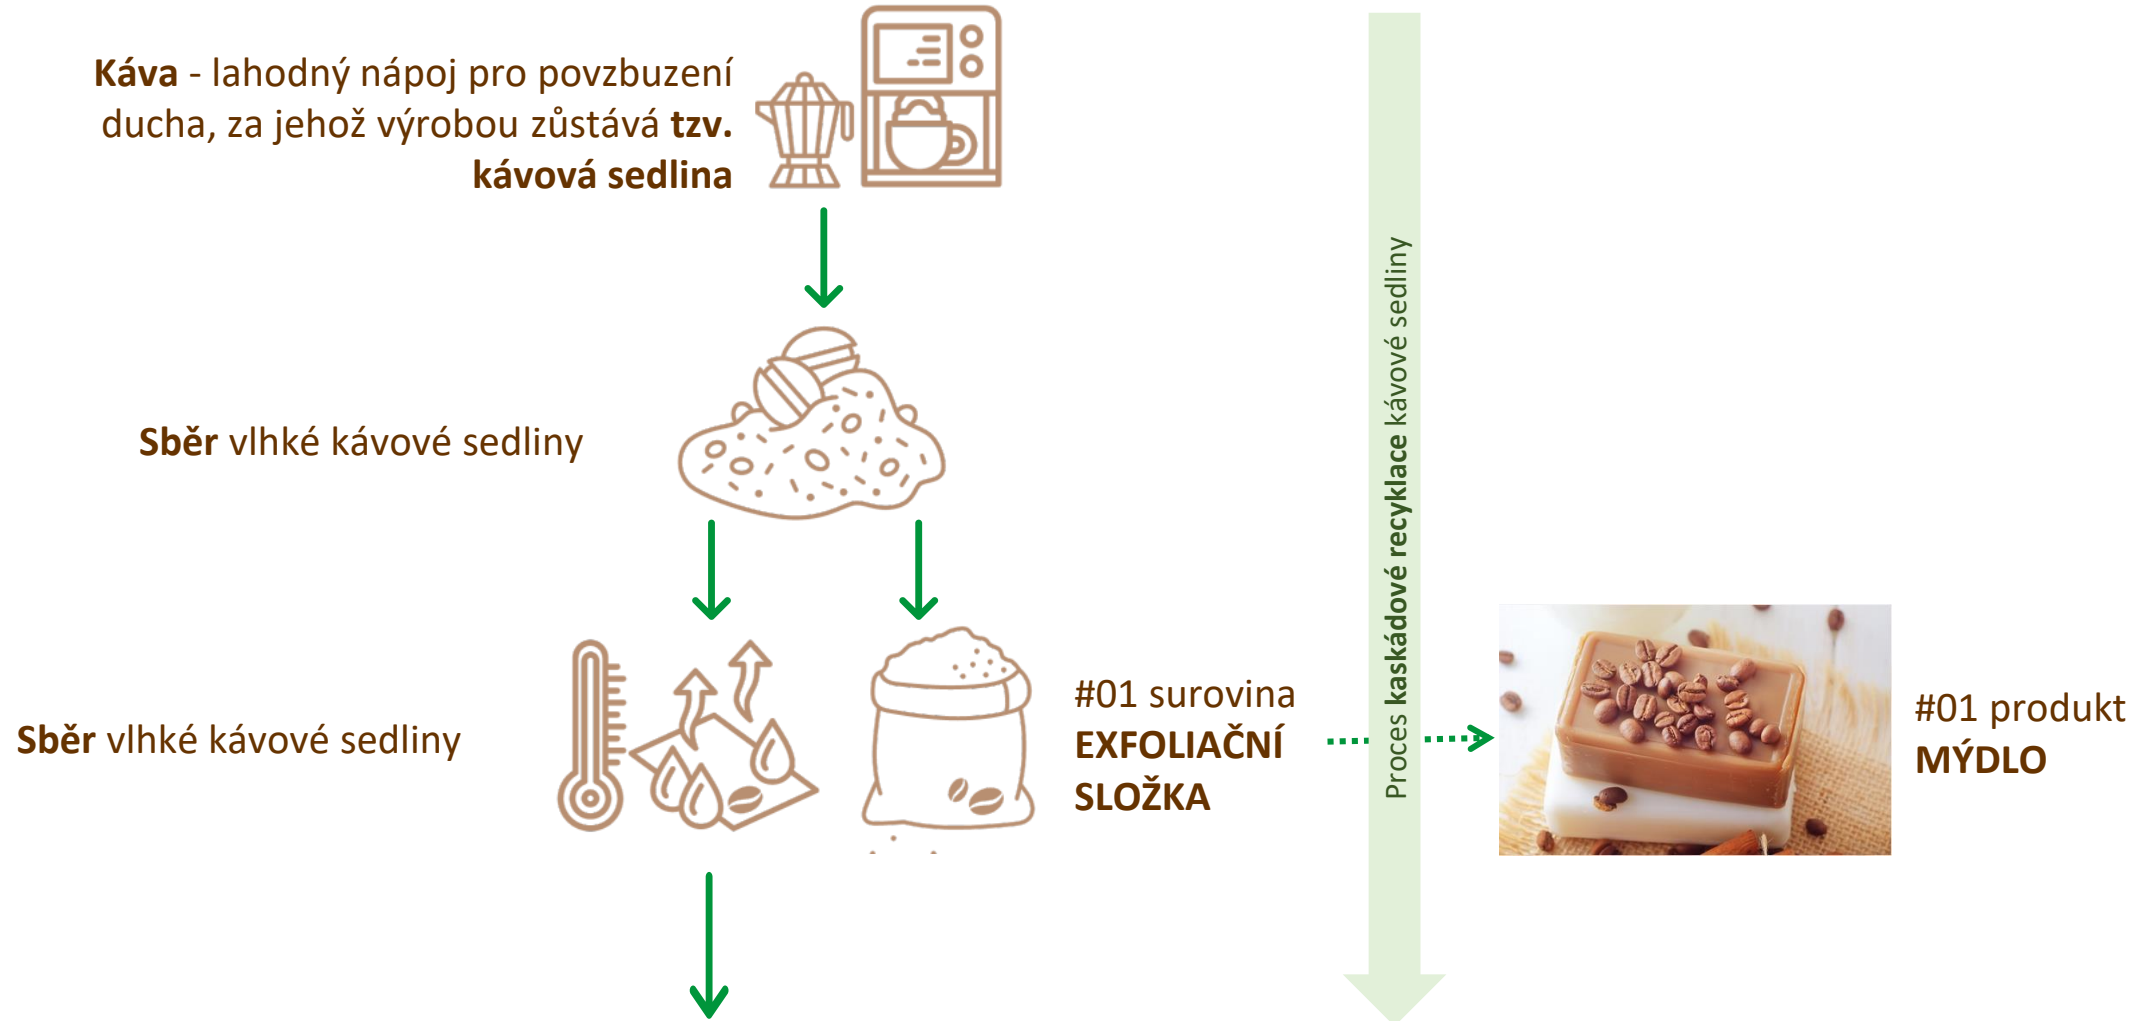 Káva - lahodný nápoj pro povzbuzení
ducha, za jehož výrobou zůstává tzv.
kávová sedlina
Sběr vlhké kávové sedliny
Sběr vlhké kávové sedliny
#01 surovina
EXFOLIAČNÍ
SLOŽKA
Proces kaskádové recyklace kávové sedliny
#01 produkt
MÝDLO